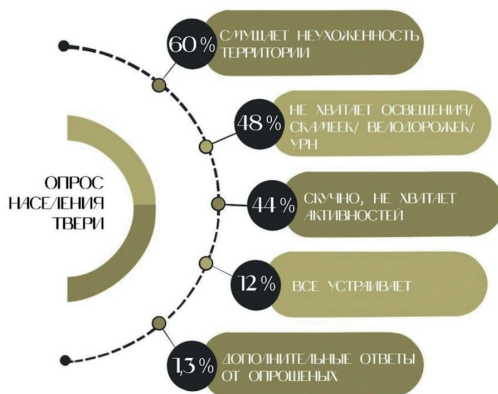 60 %
СМУЩАЕТ НЕУХОЖЕННОСТЬ
ТЕРРИТОРИИ
48 %
НЕ ХВАТАЕТ ОСВЕЩЕНИЯ/
СКАМЕЕК/ ВЕЛОДОРОЖЕК/
УРН
ОПРОС
НАСЕЛЕНИЯ
ТВЕРИ
44 %
СКУЧНО, НЕ ХВАТАЕТ
АКТИВНОСТЕЙ
12 %
ВСЕ УСТРАИВАЕТ
1,3 %
ДОПОЛНИТЕЛЬНЫЕ ОТВЕТЫ
ОТ ОПРОШЕНЫХ